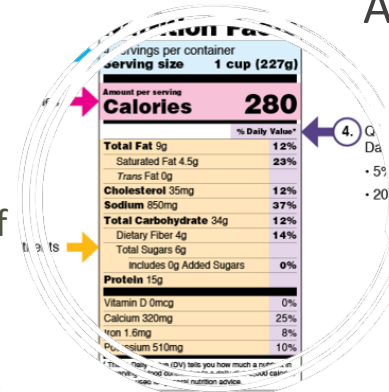 A
servings per container
Serving size 1 cup (227g)
Amount per serving
Calories 280
% Daily Value*
4.
Total Fat 9g 12%
Saturated Fat 4.5g 23%
• 5%
Trans Fat 0g
• 20
Cholesterol 35mg 12%
Sodium 850mg 37%
Total Carbohydrate 34g 12%
Dietary Fiber 4g 14%
Total Sugars 6g
Includes 0g Added Sugars 0%
Protein 15g
Vitamin D 0mcg 0%
Calcium 320mg 25%
Iron 1.6mg 8%
Potassium 510mg 10%